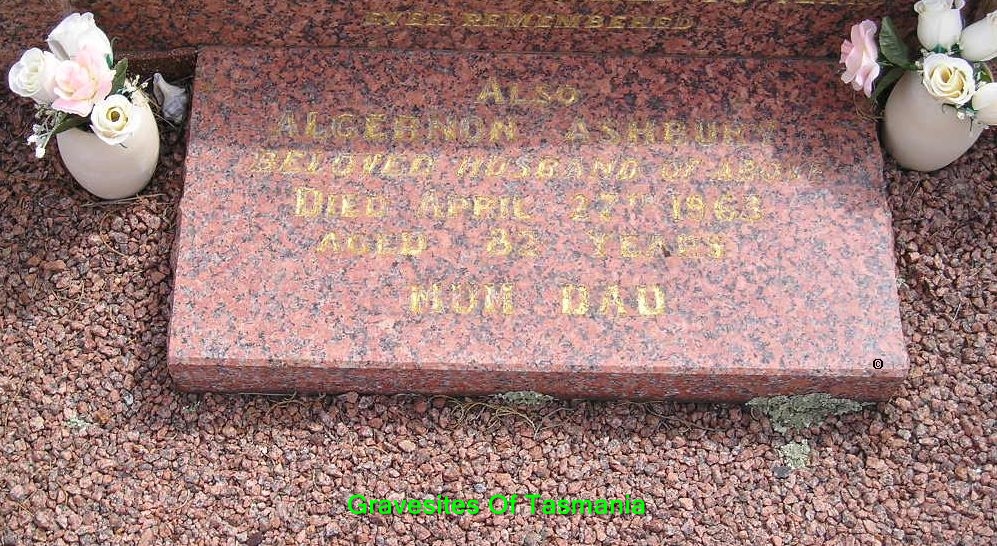 EVER REMEMBERED
ALSO
ALGERNON ASHBURY
BELOVED HUSBAND OF ABOVE
DIED APRIL 27TH 1963
AGED 82 YEARS
MUM DAD
©
Gravesites Of Tasmania